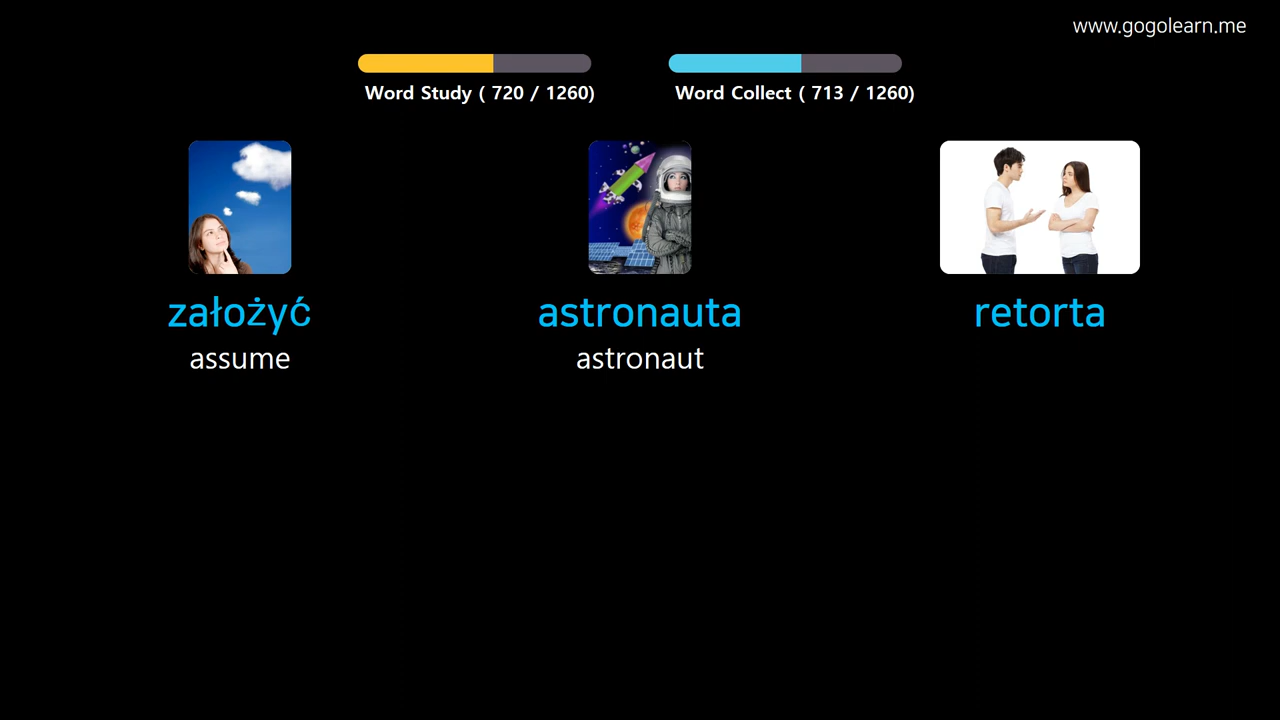 www.gogolearn.me
Word Study ( 720 / 1260)
Word Collect ( 713 / 1260)
założyć
astronauta
retorta
assume
astronaut